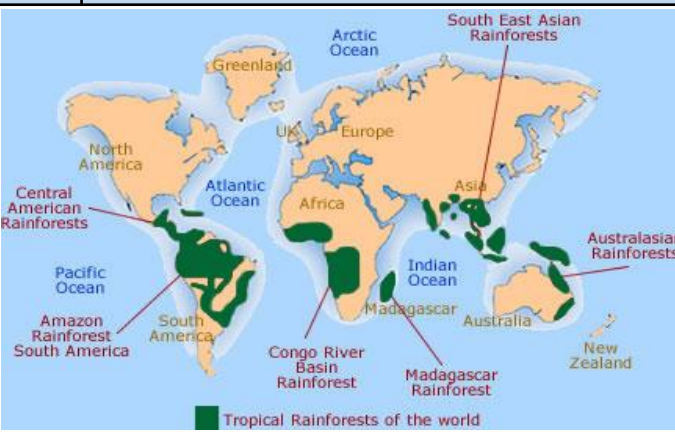 South East Asian
Rainforests
Arctic
Ocean
Greenland
UK
Europe
North
America
Asia
Central
American
Rainforests
Atlantic
Ocean
Africa
Australasian
Rainforests
Pacific
Ocean
Indian
Ocean
Madagascar
Amazon
Rainforest
South America
South
America
Australia
Congo River
Basin
Rainforest
Madagascar
Rainforest
New
Zealand
Tropical Rainforests of the world